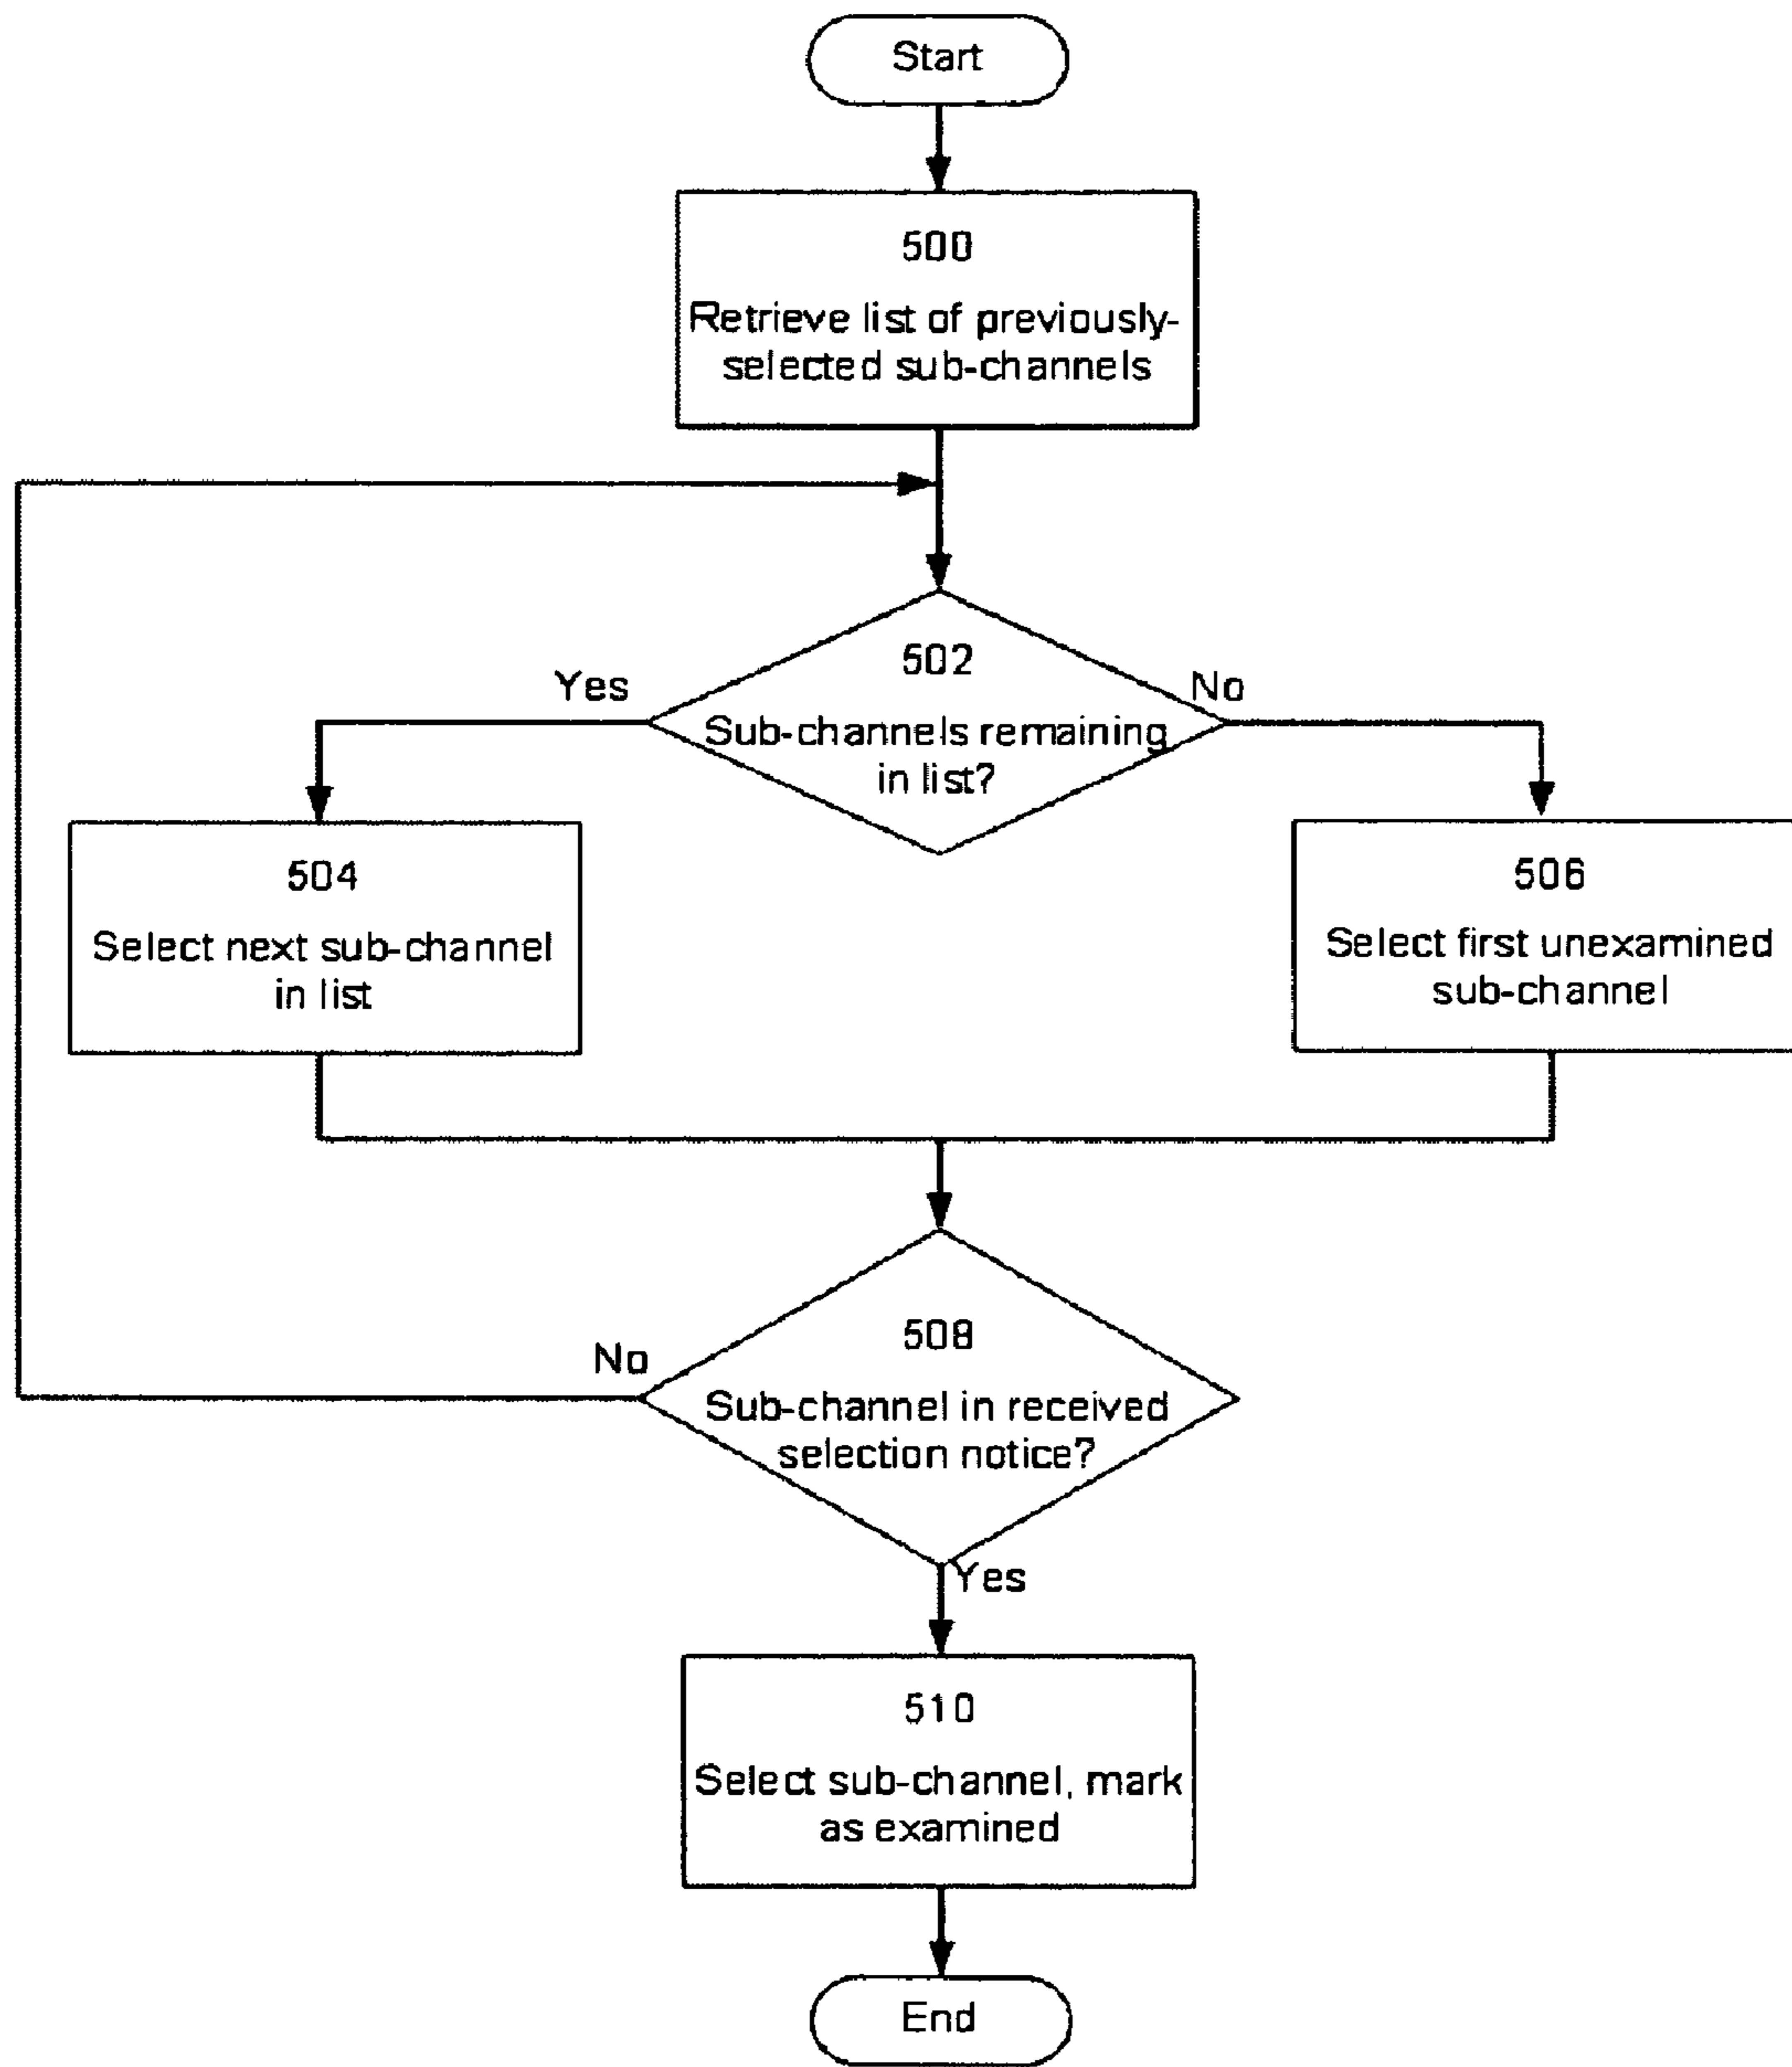 Start
500
Retrieve list of previously-
selected sub-channels
502
Yes
No
Sub-channels remaining
in list?
504
Select next sub-channel
in list
506
Select first unexamined
sub-channel
508
No
Sub-channel in received
selection notice?
Yes
510
Select sub-channel, mark
as examined
End